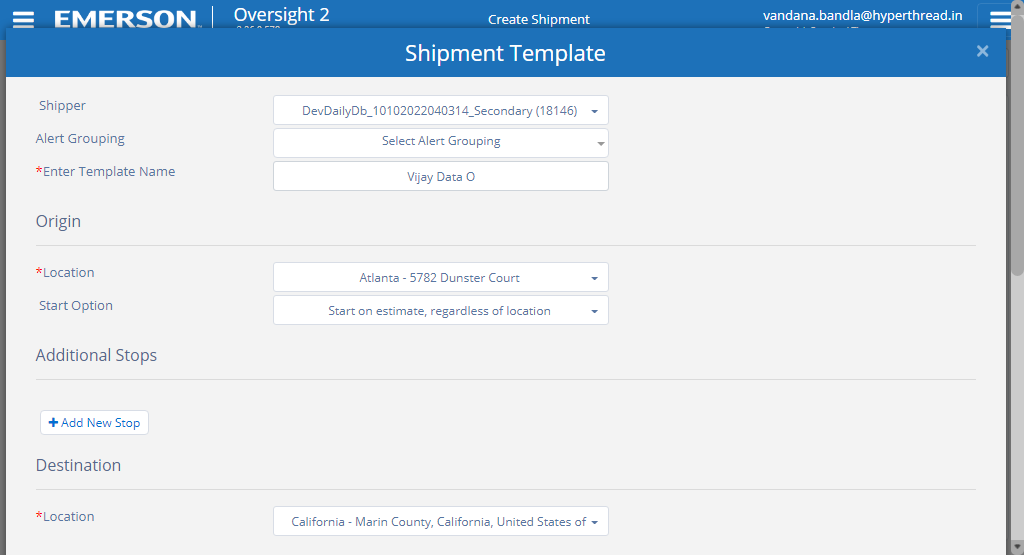 EMERSON Oversight 2 Create Shipment vandana.bandla@hyperthread.in
Shipment Template ×
Shipper DevDailyDb_10102022040314_Secondary (18146)
Alert Grouping Select Alert Grouping
*Enter Template Name Vijay Data O
Origin
*Location Atlanta - 5782 Dunster Court
Start Option Start on estimate, regardless of location
Additional Stops
+ Add New Stop
Destination
*Location California - Marin County, California, United States of